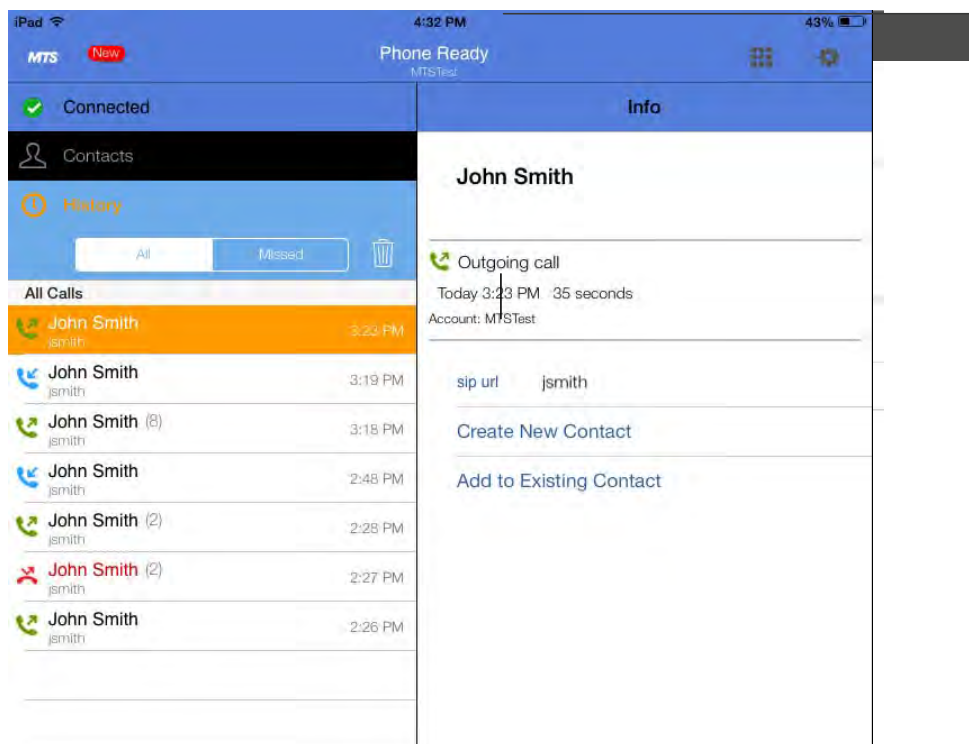 iPad 4:32 PM 43%
MTS New Phone Ready
MTSTest
Connected
Contacts
History
All Missed
All Calls
John Smith
jsmith 3:23 PM
John Smith
jsmith 3:19 PM
John Smith (8)
jsmith 3:18 PM
John Smith
jsmith 2:48 PM
John Smith (2)
jsmith 2:28 PM
John Smith (2)
jsmith 2:27 PM
John Smith
jsmith 2:26 PM
Info
John Smith
Outgoing call
Today 3:23 PM 35 seconds
Account: MTSTest
sip url jsmith
Create New Contact
Add to Existing Contact